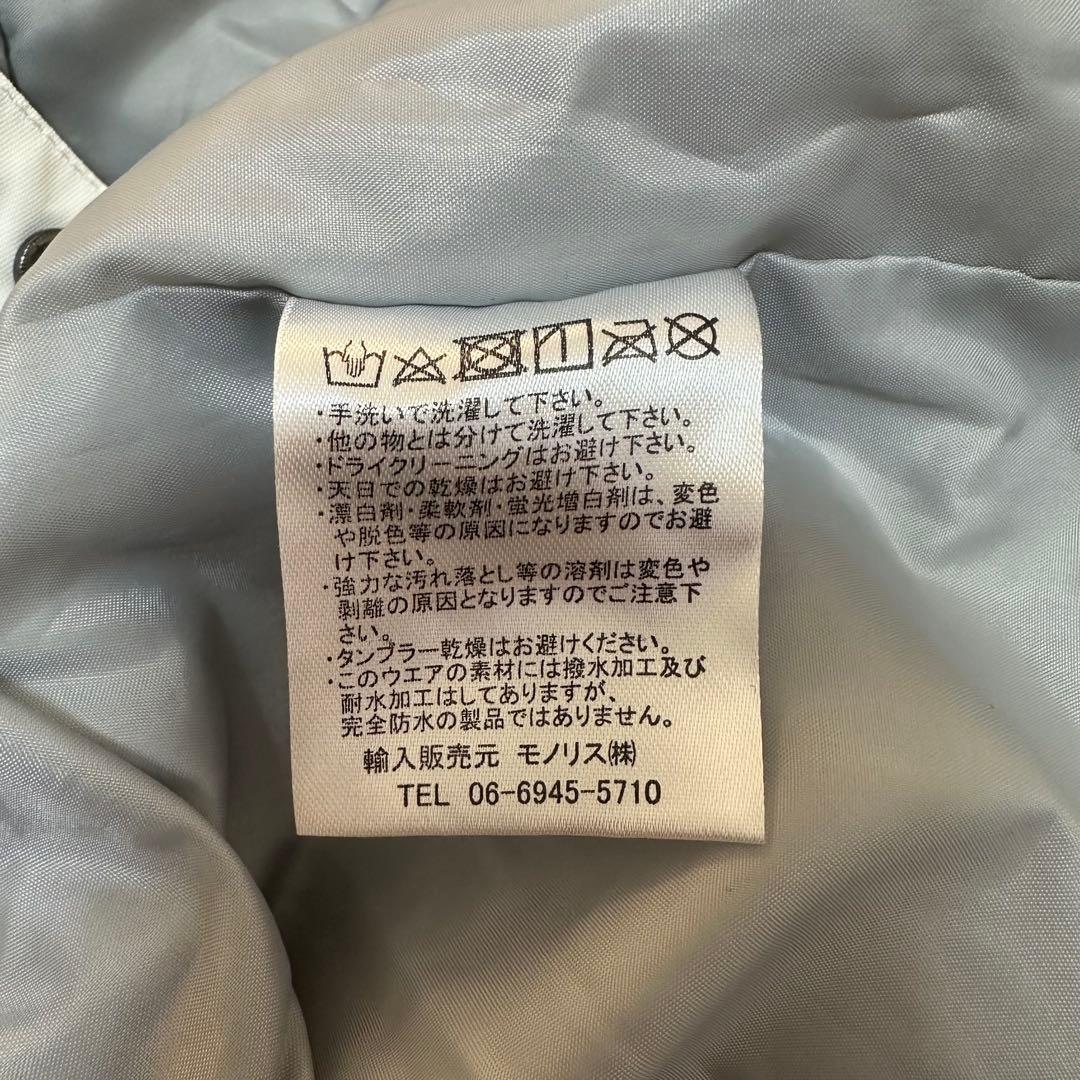 ・手洗いで洗濯して下さい。
・他の物とは分けて洗濯して下さい。
・ドライクリーニングはお避け下さい。
・天日での乾燥はお避け下さい。
・漂白剤・柔軟剤・蛍光増白剤は、変色
や脱色等の原因になりますのでお避
け下さい。
・強力な汚れ落とし等の溶剤は変色や
剥離の原因となりますのでご注意下
さい。
・タンブラー乾燥はお避けください。
・このウエアの素材には撥水加工及び
耐水加工はしてありますが、
完全防水の製品ではありません。
輸入販売元 モノリス㈱
TEL 06-6945-5710